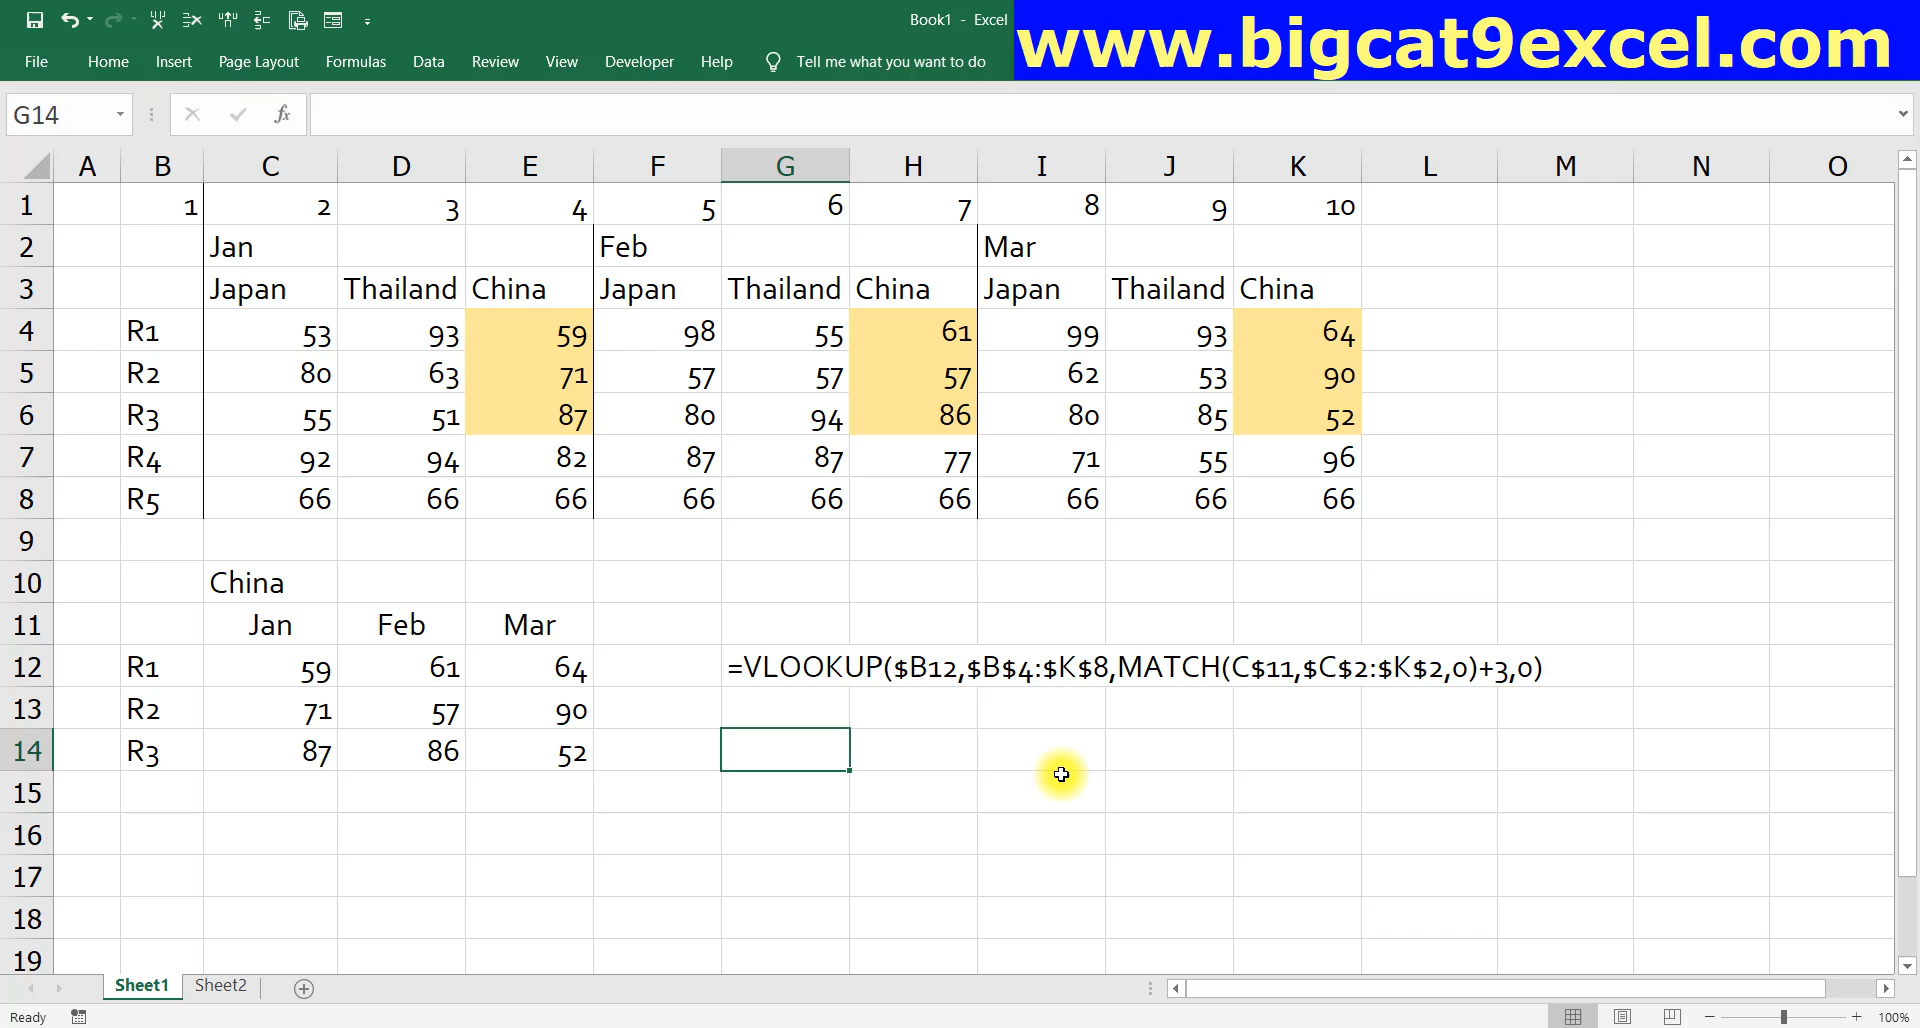 Book1 - Excel
www.bigcat9excel.com
File Home Insert Page Layout Formulas Data Review View Developer Help Tell me what you want to do
G14 fx
A B C D E F G H I J K L M N O
1 1 2 3 4 5 6 7 8 9 10
2 Jan Feb Mar
3 Japan Thailand China Japan Thailand China Japan Thailand China
4 R1 53 93 59 98 55 61 99 93 64
5 R2 80 63 71 57 57 57 62 53 90
6 R3 55 51 87 80 94 86 80 85 52
7 R4 92 94 82 87 87 77 71 55 96
8 R5 66 66 66 66 66 66 66 66 66
9
10 China
11 Jan Feb Mar
12 R1 59 61 64 =VLOOKUP($B12,$B$4:$K$8,MATCH(C$11,$C$2:$K$2,0)+3,0)
13 R2 71 57 90
14 R3 87 86 52
15
16
17
18
19
Sheet1 Sheet2
Ready 100%